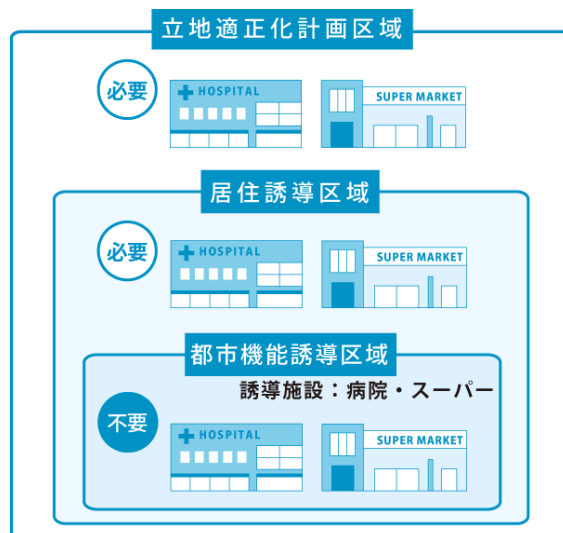 立地適正化計画区域
必要
HOSPITAL
SUPER MARKET
居住誘導区域
必要
HOSPITAL
SUPER MARKET
都市機能誘導区域
誘導施設：病院・スーパー
不要
HOSPITAL
SUPER MARKET